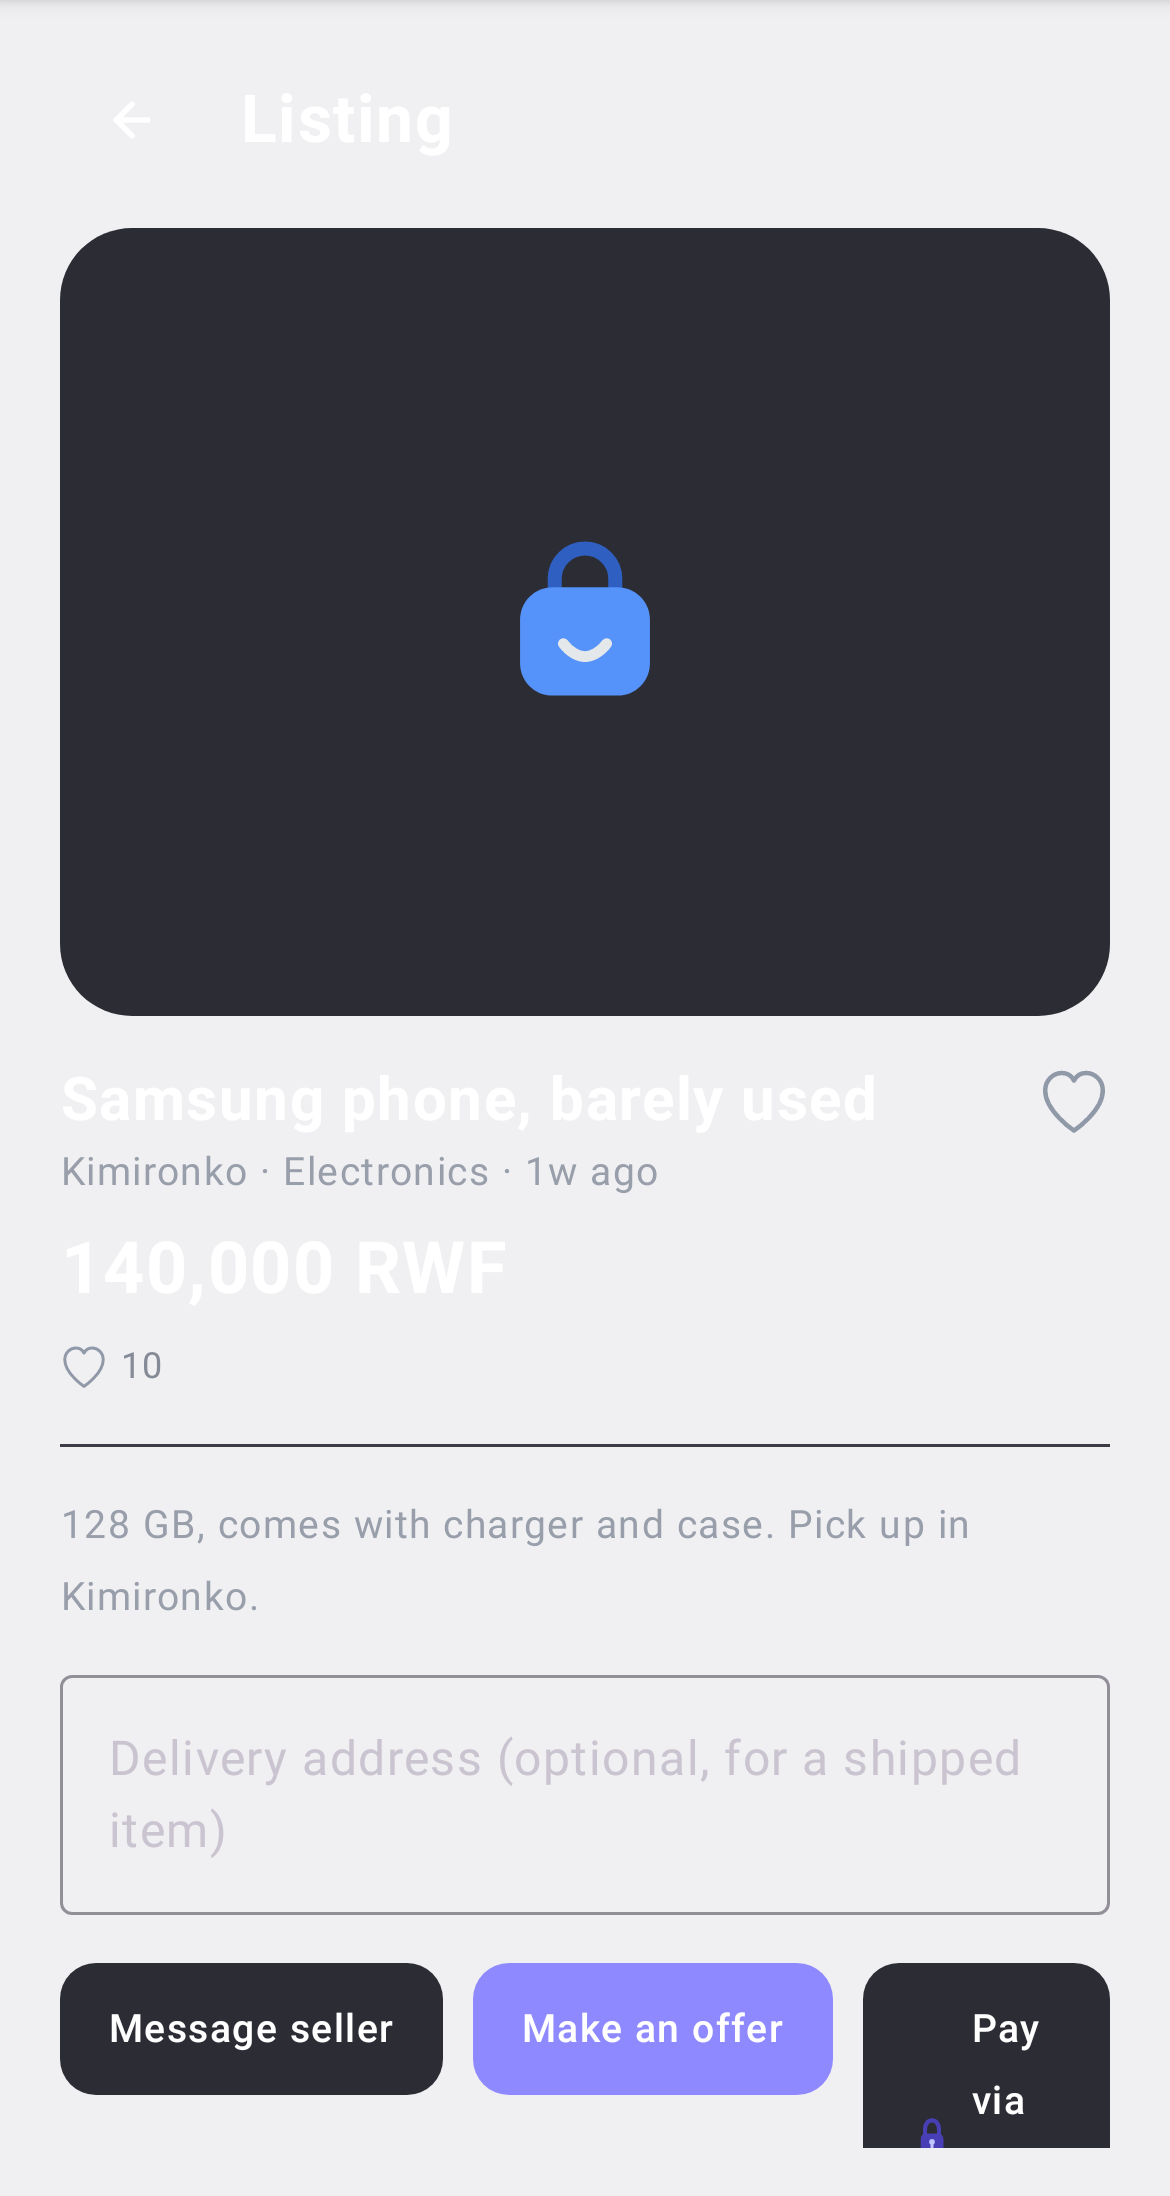 Listing
Samsung phone, barely used
Kimironko · Electronics · 1w ago
140,000 RWF
10
128 GB, comes with charger and case. Pick up in
Kimironko.
Delivery address (optional, for a shipped
item)
Message seller
Make an offer
Pay
via